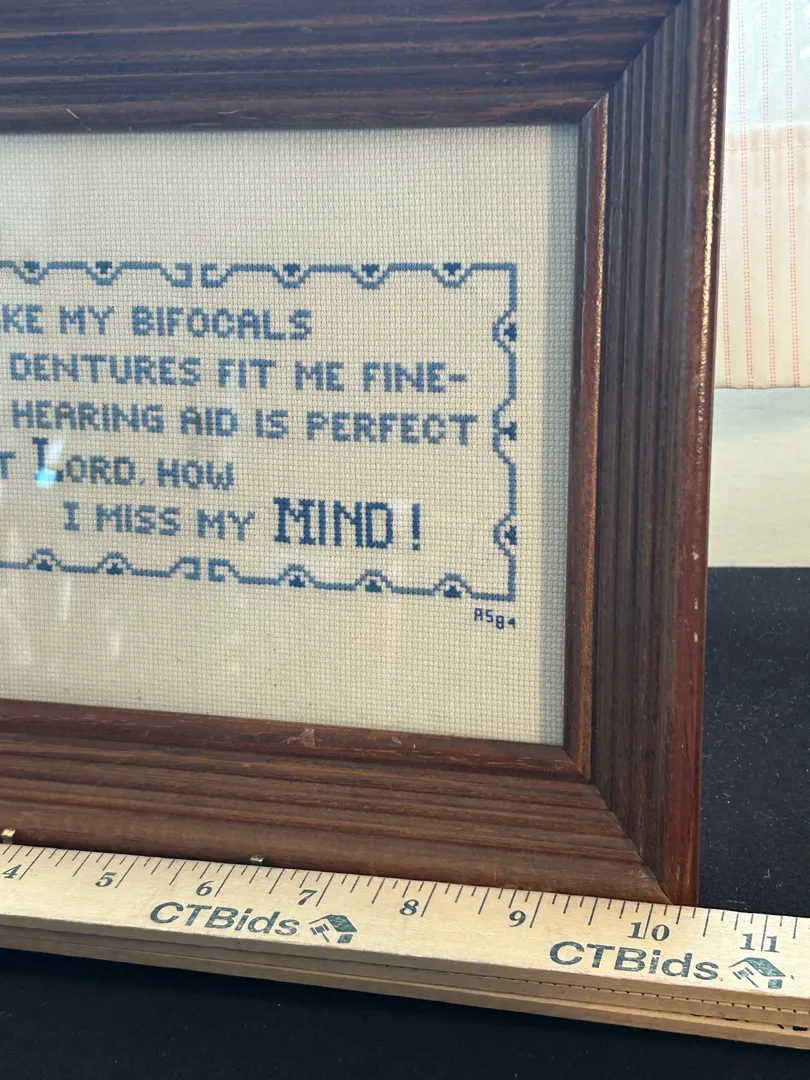 KE MY BIFOCALS
DENTURES FIT ME FINE-
HEARING AID IS PERFECT
T LORD, HOW
I MISS MY MIND!
AS84
4 5 6 7 8 9 10 11
CTBids CTBids